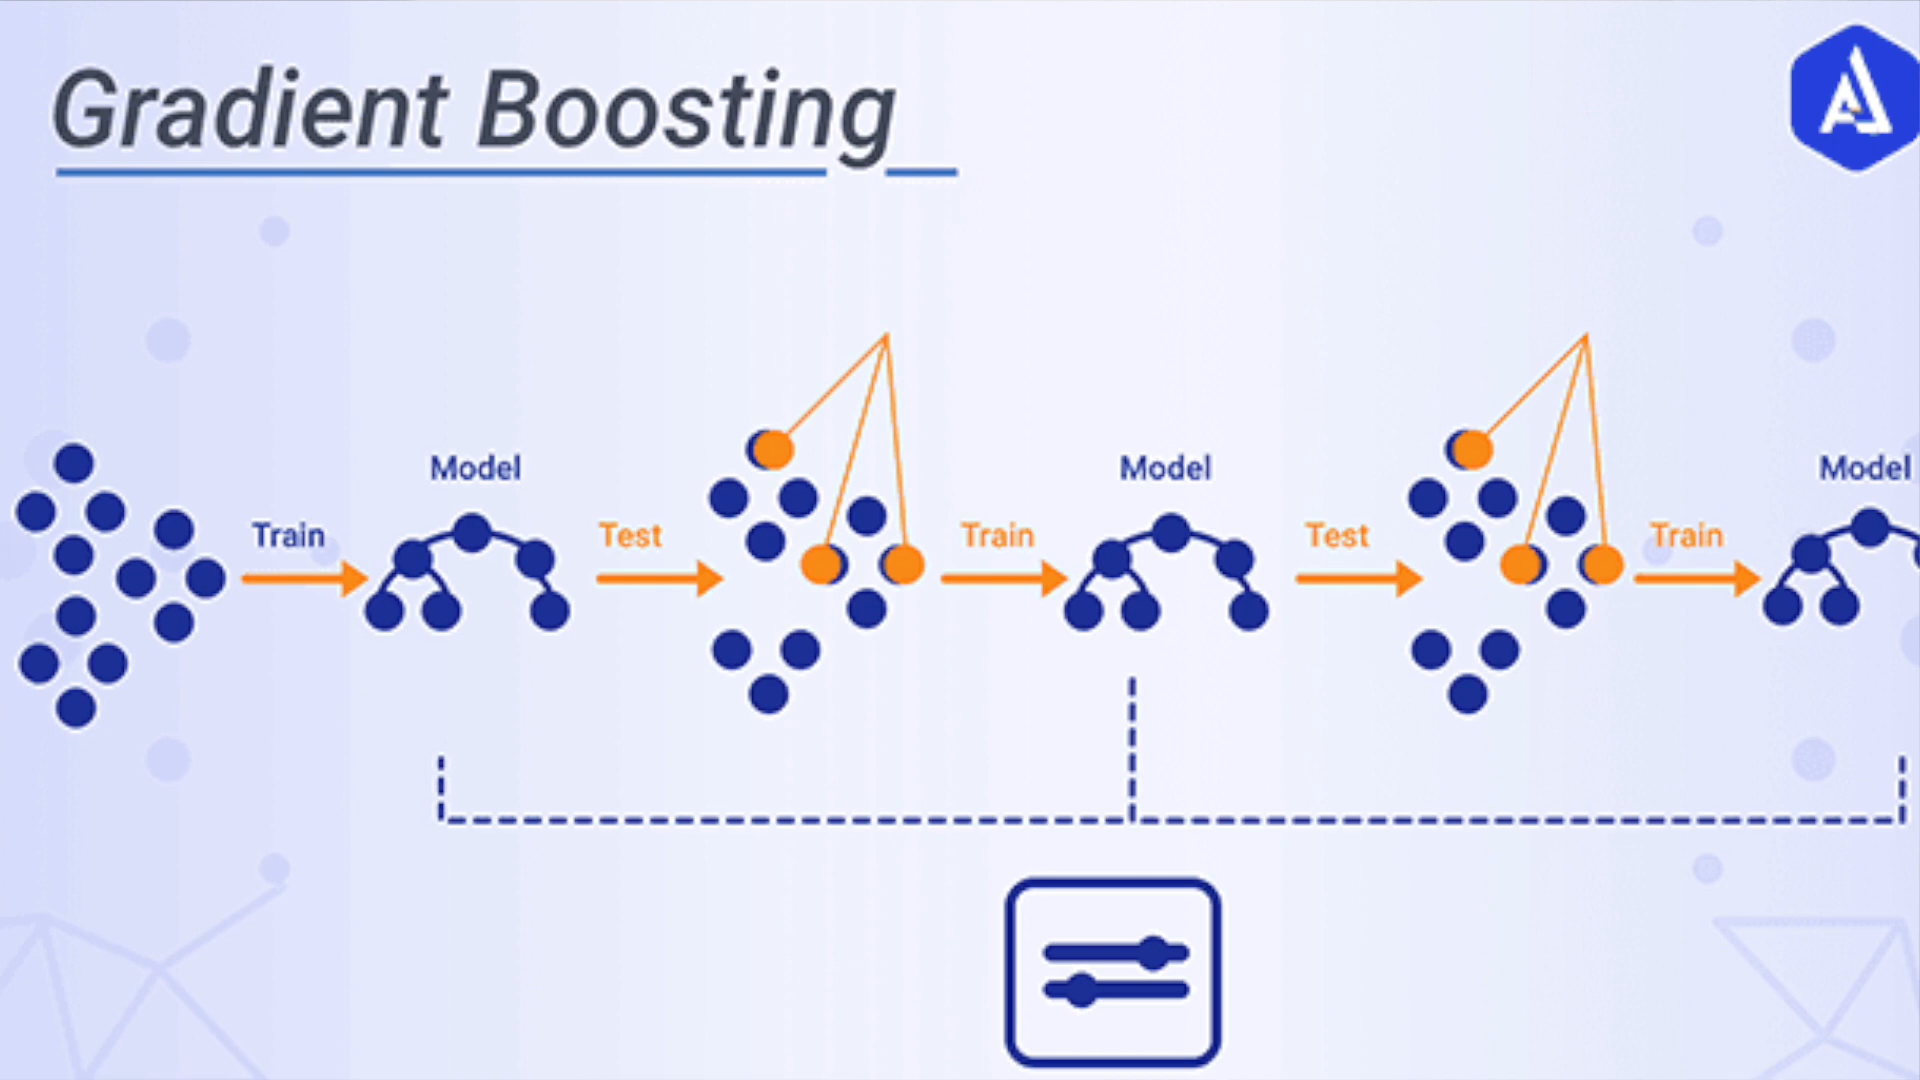 Gradient Boosting
Model
Model
Model
Train
Test
Train
Test
Train